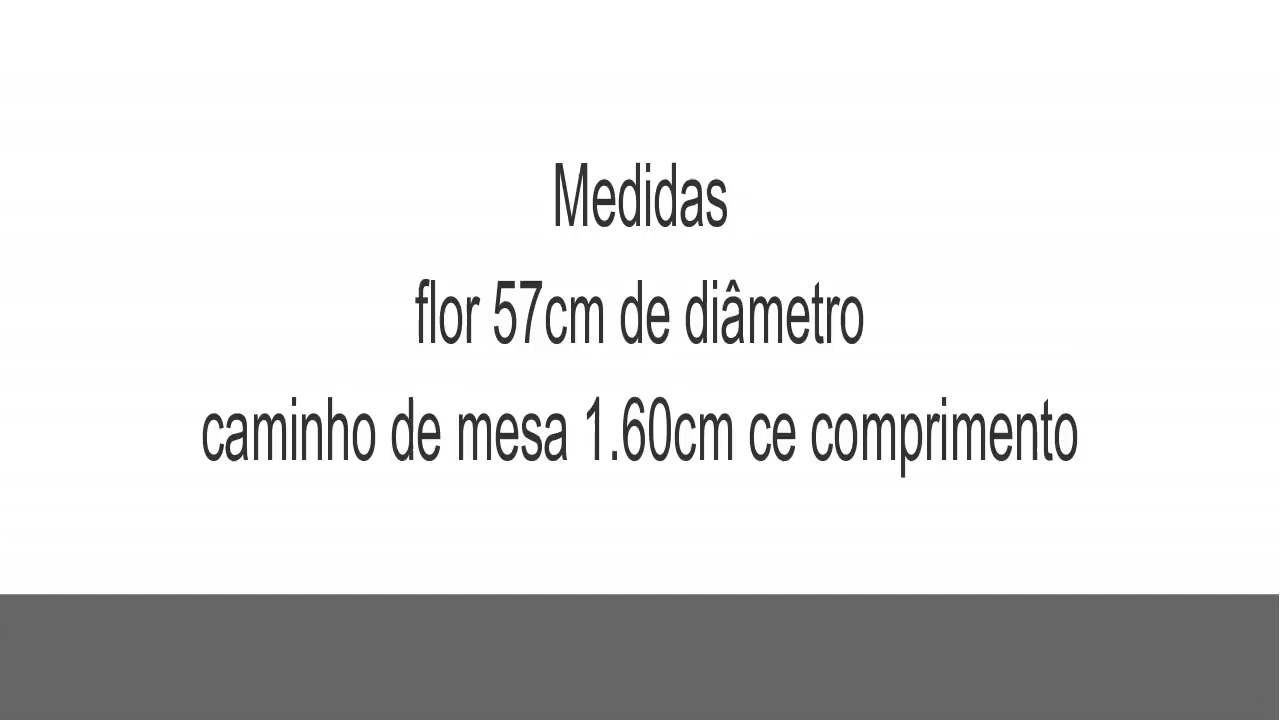 Medidas
flor 57cm de diâmetro
caminho de mesa 1.60cm ce comprimento